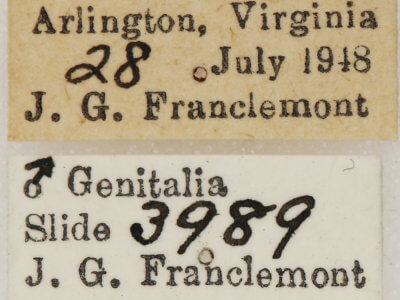 Arlington, Virginia
28 July 1948
J. G. Franclemont
♂ Genitalia
Slide 3989
J. G. Franclemont